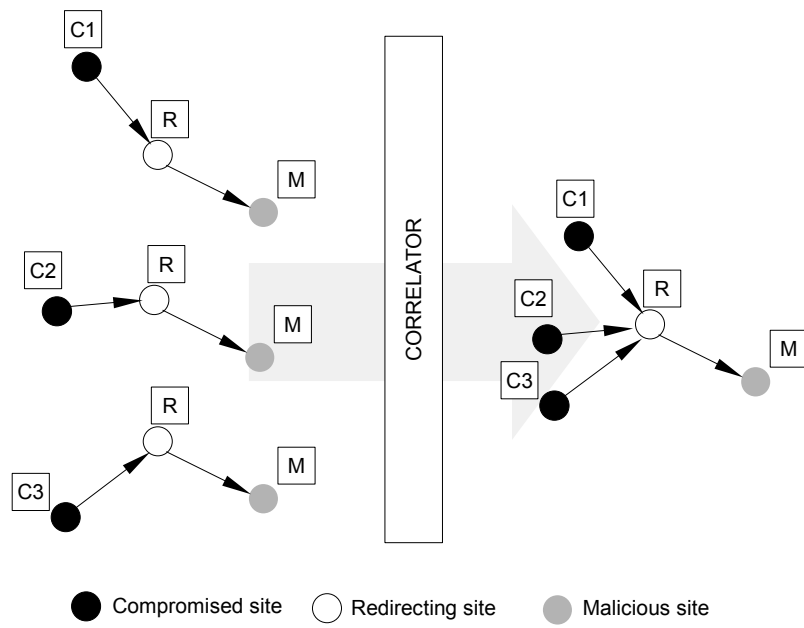 C1
R
M
C2
R
M
C3
R
M
CORRELATOR
C1
C2
C3
R
M
Compromised site
Redirecting site
Malicious site